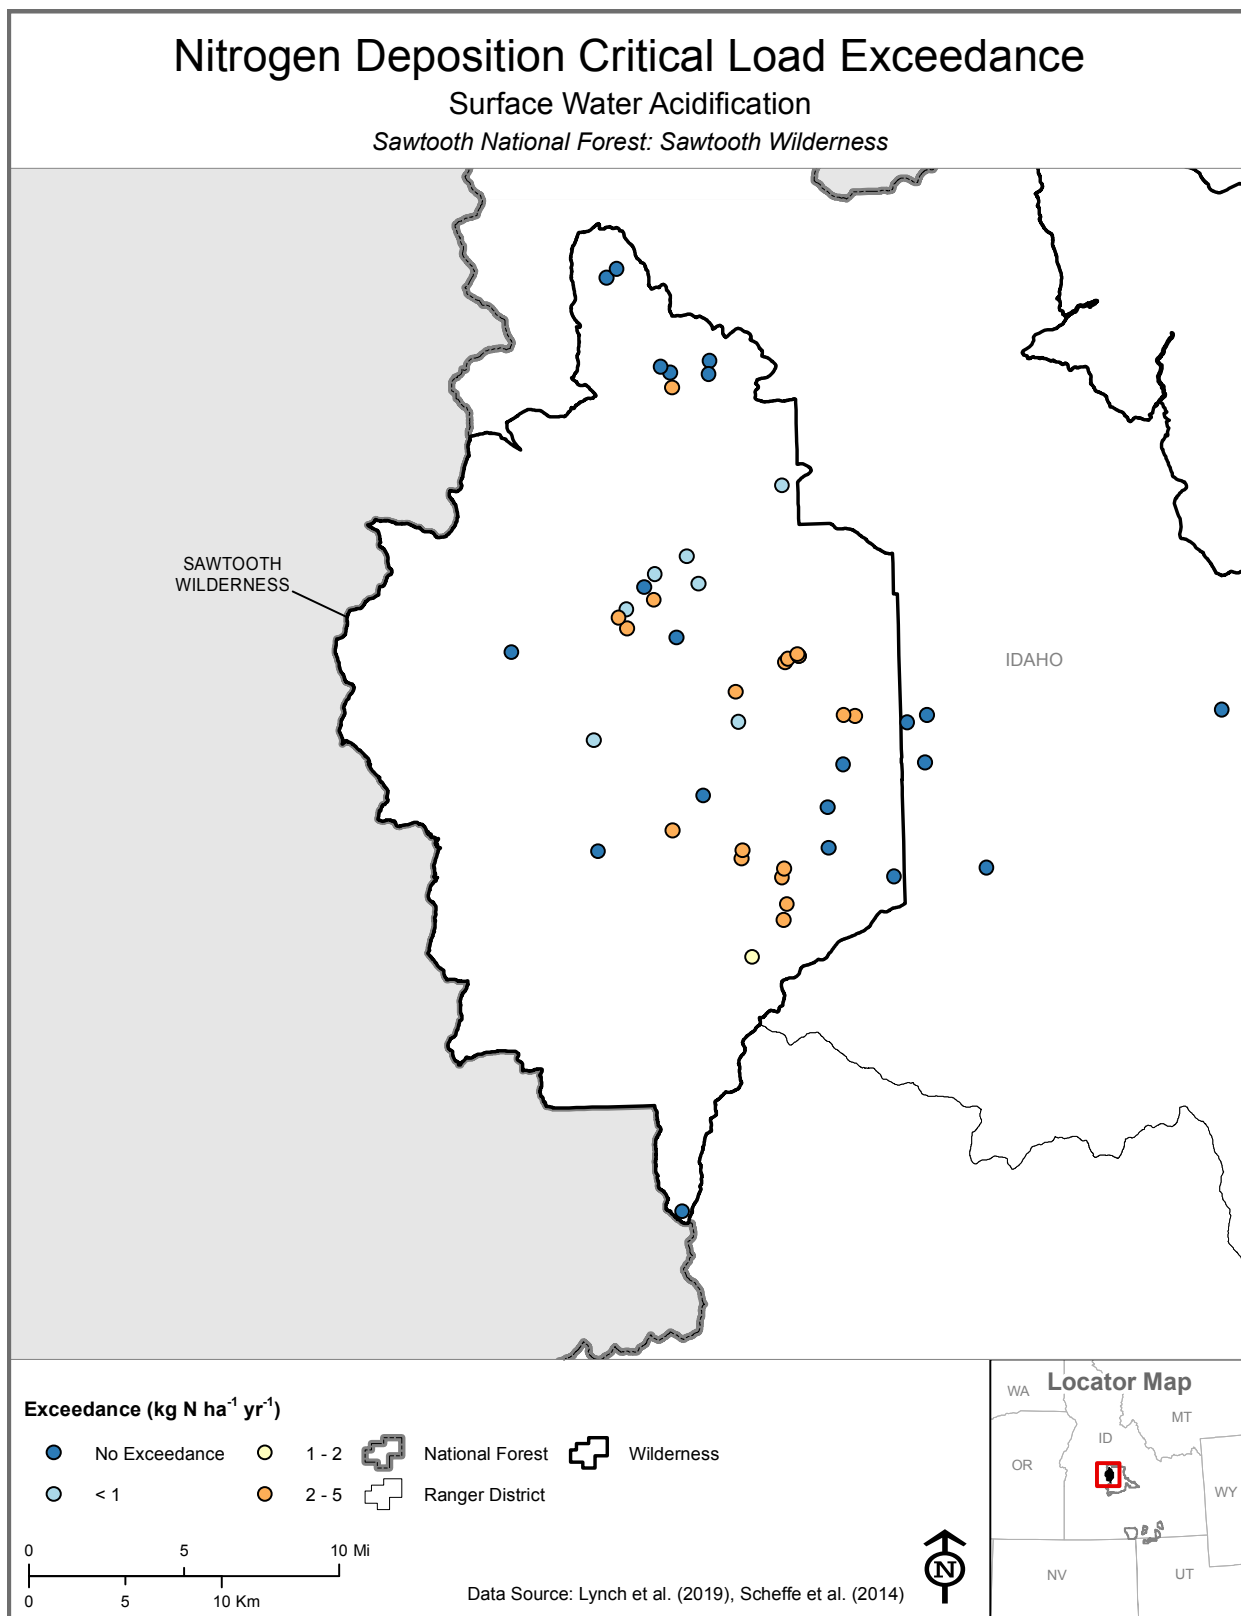 Nitrogen Deposition Critical Load Exceedance
Surface Water Acidification
Sawtooth National Forest: Sawtooth Wilderness
SAWTOOTH
WILDERNESS
IDAHO
Exceedance (kg N ha⁻¹ yr⁻¹)
No Exceedance
< 1
1 - 2
2 - 5
National Forest
Ranger District
Wilderness
0 5 10 Mi
0 5 10 Km
Data Source: Lynch et al. (2019), Scheffe et al. (2014)
N
Locator Map
WA
MT
ID
OR
WY
NV
UT